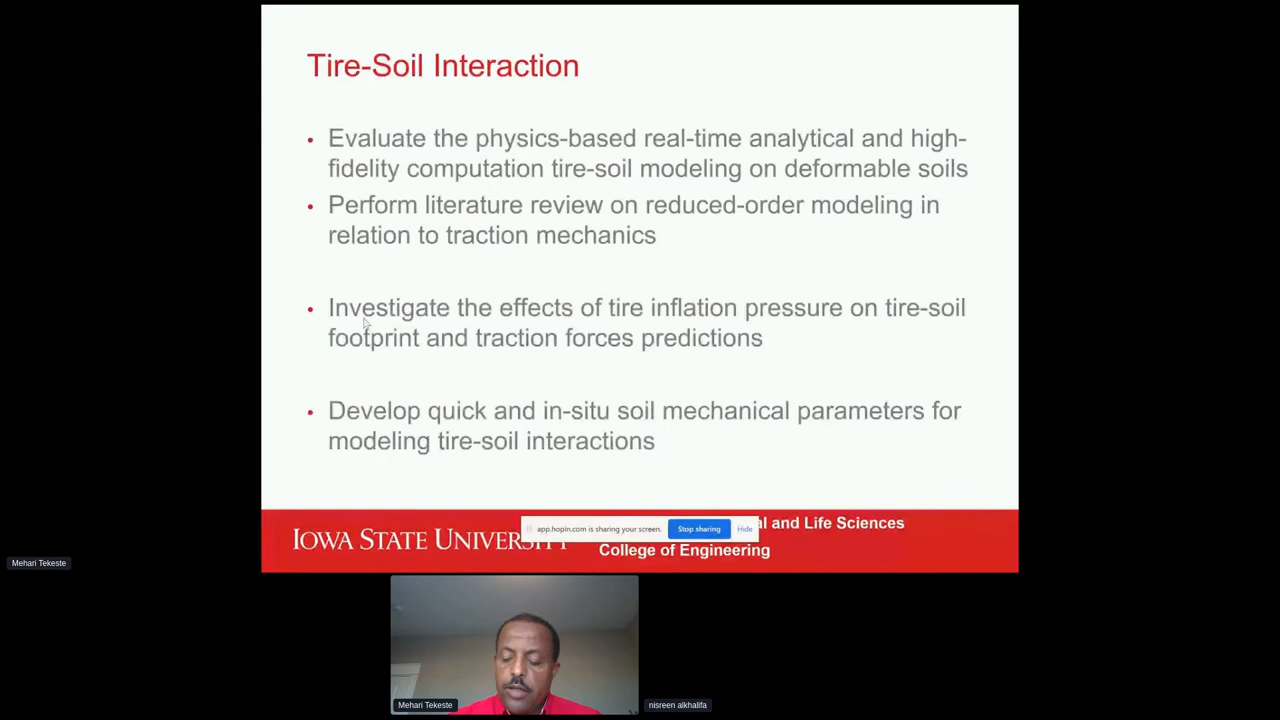 Tire-Soil Interaction
• Evaluate the physics-based real-time analytical and high-
fidelity computation tire-soil modeling on deformable soils
• Perform literature review on reduced-order modeling in
relation to traction mechanics
• Investigate the effects of tire inflation pressure on tire-soil
footprint and traction forces predictions
• Develop quick and in-situ soil mechanical parameters for
modeling tire-soil interactions
IOWA STATE UNIVERSITY
app.hopin.com is sharing your screen. Stop sharing Hide
al and Life Sciences
College of Engineering
Mehari Tekeste
Mehari Tekeste
nisreen alkhalifa